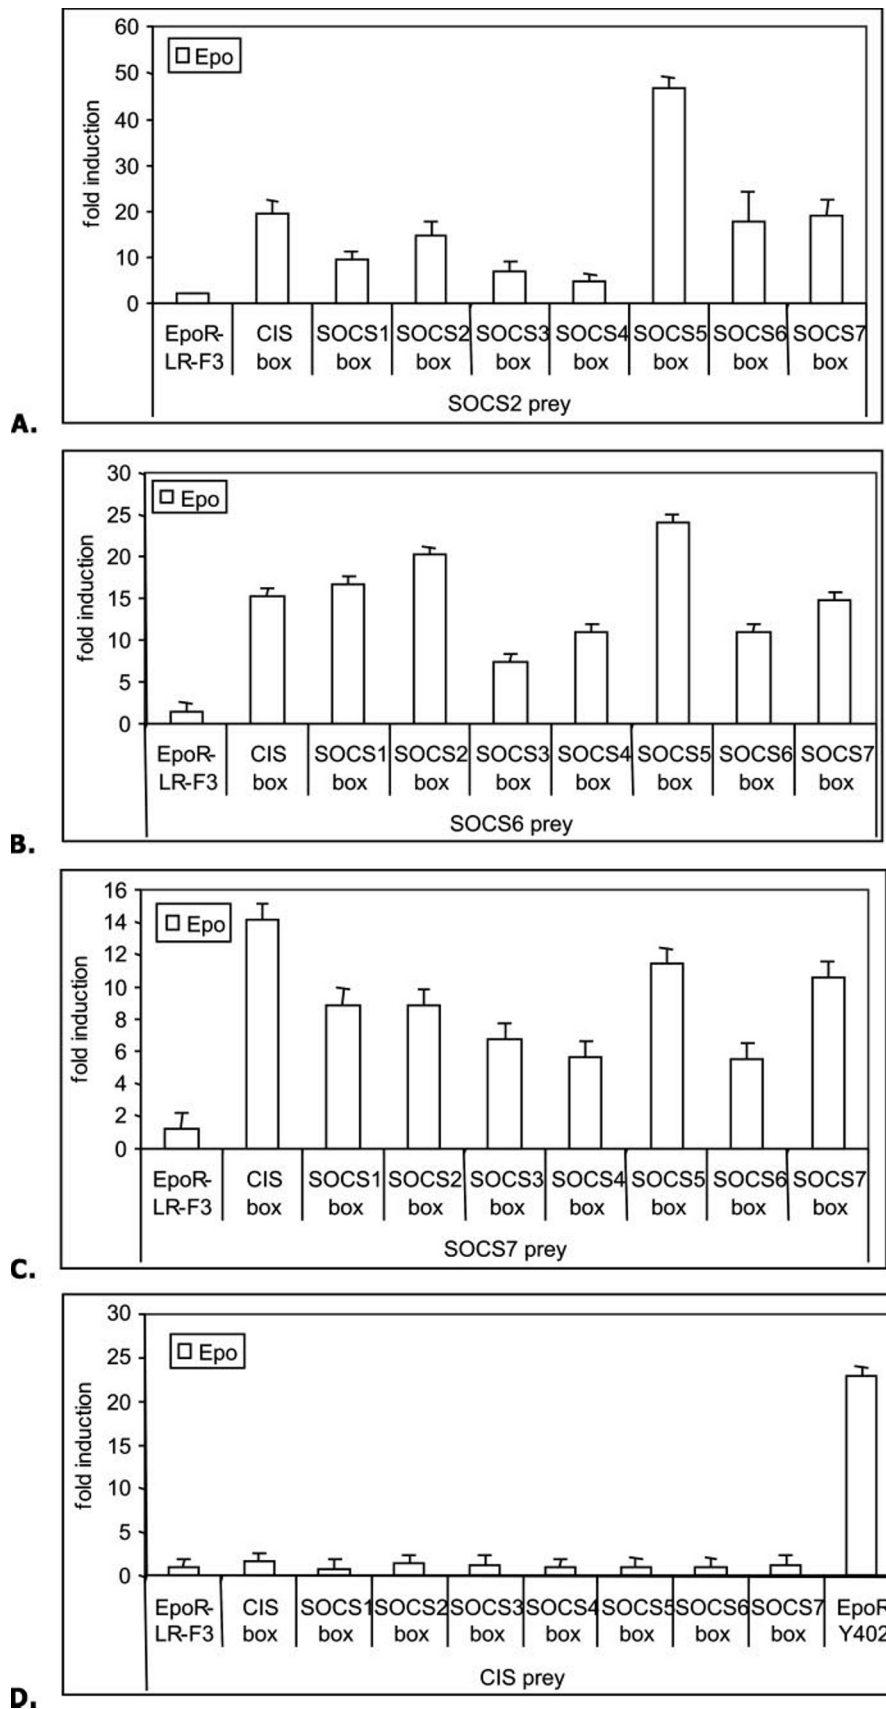 60
Epo
50
40
30
20
10
0
fold induction
EpoR- CIS SOCS1 SOCS2 SOCS3 SOCS4 SOCS5 SOCS6 SOCS7
LR-F3 box box box box box box box box
SOCS2 prey
A.
30
Epo
25
20
15
10
5
0
fold induction
EpoR- CIS SOCS1 SOCS2 SOCS3 SOCS4 SOCS5 SOCS6 SOCS7
LR-F3 box box box box box box box box
SOCS6 prey
B.
16
Epo
14
12
10
8
6
4
2
0
fold induction
EpoR- CIS SOCS1 SOCS2 SOCS3 SOCS4 SOCS5 SOCS6 SOCS7
LR-F3 box box box box box box box box
SOCS7 prey
C.
30
Epo
25
20
15
10
5
0
fold induction
EpoR- CIS SOCS1 SOCS2 SOCS3 SOCS4 SOCS5 SOCS6 SOCS7 EpoR
LR-F3 box box box box box box box box Y402
CIS prey
D.